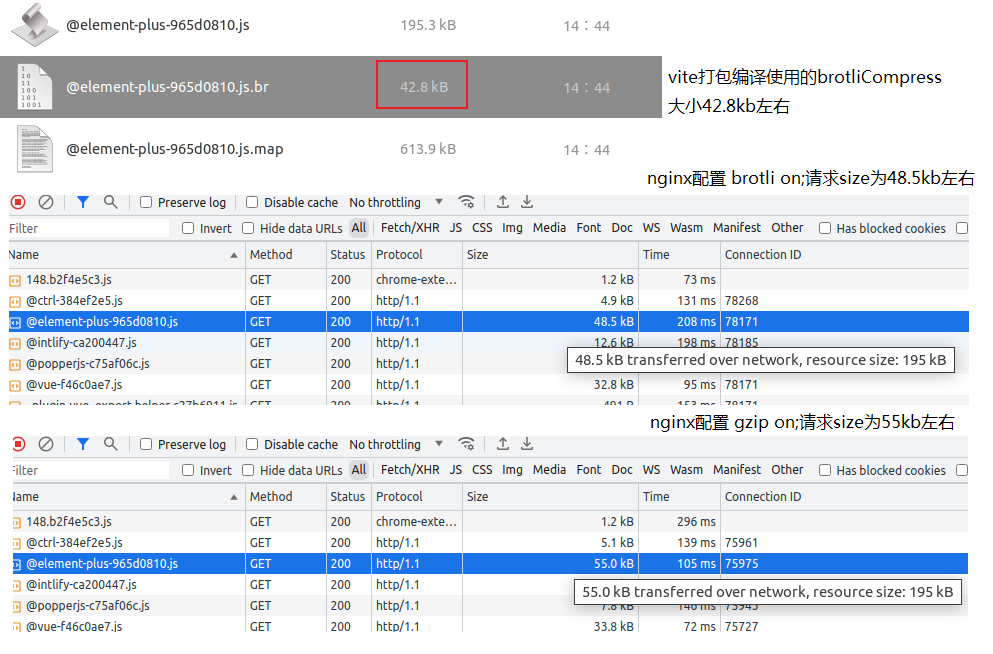 @element-plus-965d0810.js 195.3 kB 14：44
@element-plus-965d0810.js.br 42.8 kB 14：44
vite打包编译使用的brotliCompress
大小42.8kb左右
@element-plus-965d0810.js.map 613.9 kB 14：44
nginx配置 brotli on;请求size为48.5kb左右
Preserve log Disable cache No throttling
Filter Invert Hide data URLs All Fetch/XHR JS CSS Img Media Font Doc WS Wasm Manifest Other Has blocked cookies
Name Method Status Protocol Size Time Connection ID
148.b2f4e5c3.js GET 200 chrome-exte… 1.2 kB 73 ms
@ctrl-384ef2e5.js GET 200 http/1.1 4.9 kB 131 ms 78268
@element-plus-965d0810.js GET 200 http/1.1 48.5 kB 208 ms 78171
@intlify-ca200447.js GET 200 http/1.1 12.6 kB 198 ms 78185
48.5 kB transferred over network, resource size: 195 kB
@popperjs-c75af06c.js GET 200 http/1.1
@vue-f46c0ae7.js GET 200 http/1.1 32.8 kB 95 ms 78171
nginx配置 gzip on;请求size为55kb左右
Preserve log Disable cache No throttling
Filter Invert Hide data URLs All Fetch/XHR JS CSS Img Media Font Doc WS Wasm Manifest Other Has blocked cookies
Name Method Status Protocol Size Time Connection ID
148.b2f4e5c3.js GET 200 chrome-exte… 1.2 kB 296 ms
@ctrl-384ef2e5.js GET 200 http/1.1 5.1 kB 139 ms 75961
@element-plus-965d0810.js GET 200 http/1.1 55.0 kB 105 ms 75975
@intlify-ca200447.js GET 200 http/1.1
55.0 kB transferred over network, resource size: 195 kB
@popperjs-c75af06c.js GET 200 http/1.1 7.8 kB 146 ms 75945
@vue-f46c0ae7.js GET 200 http/1.1 33.8 kB 72 ms 75727